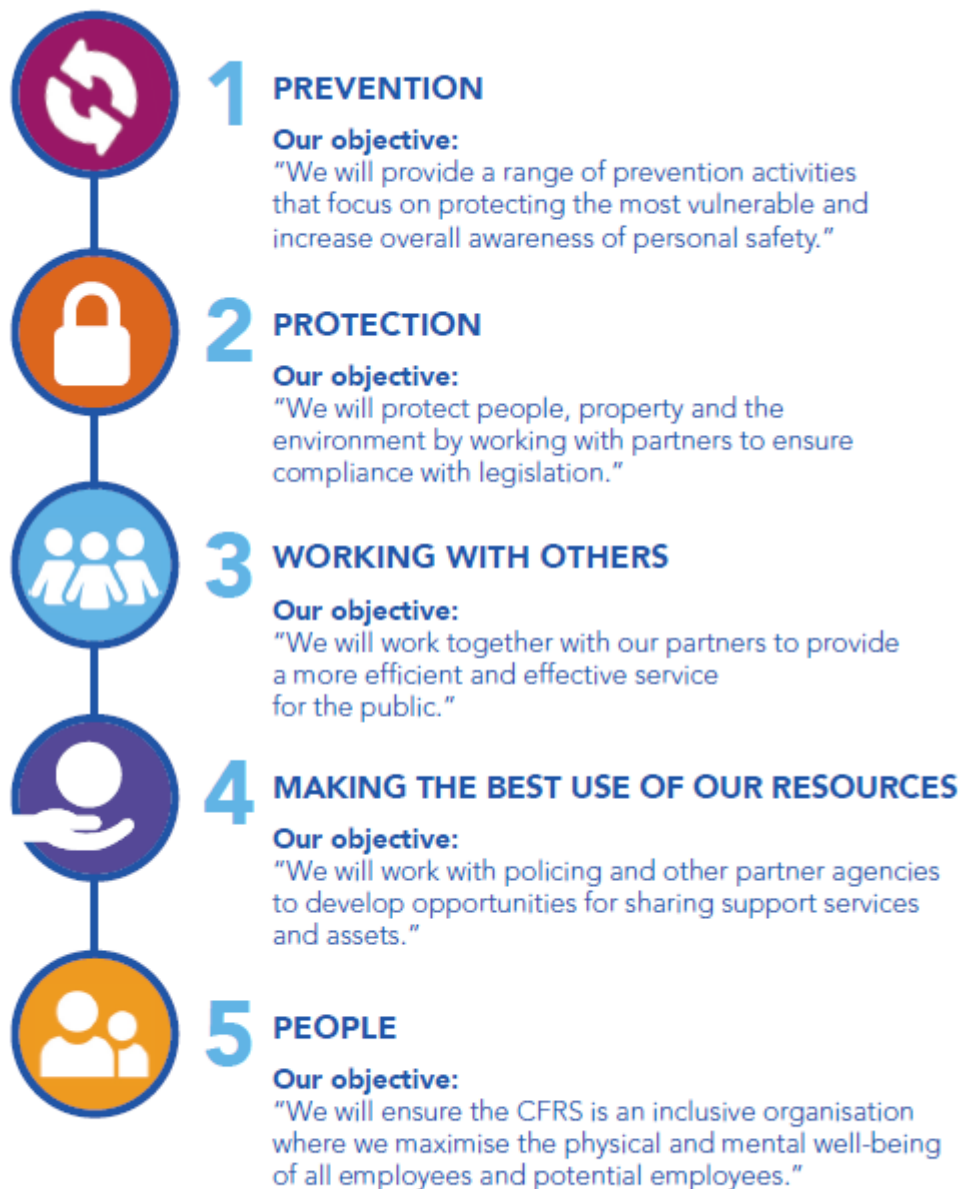 1 PREVENTION
Our objective:
“We will provide a range of prevention activities
that focus on protecting the most vulnerable and
increase overall awareness of personal safety.”
2 PROTECTION
Our objective:
“We will protect people, property and the
environment by working with partners to ensure
compliance with legislation.”
3 WORKING WITH OTHERS
Our objective:
“We will work together with our partners to provide
a more efficient and effective service
for the public.”
4 MAKING THE BEST USE OF OUR RESOURCES
Our objective:
“We will work with policing and other partner agencies
to develop opportunities for sharing support services
and assets.”
5 PEOPLE
Our objective:
“We will ensure the CFRS is an inclusive organisation
where we maximise the physical and mental well-being
of all employees and potential employees.”